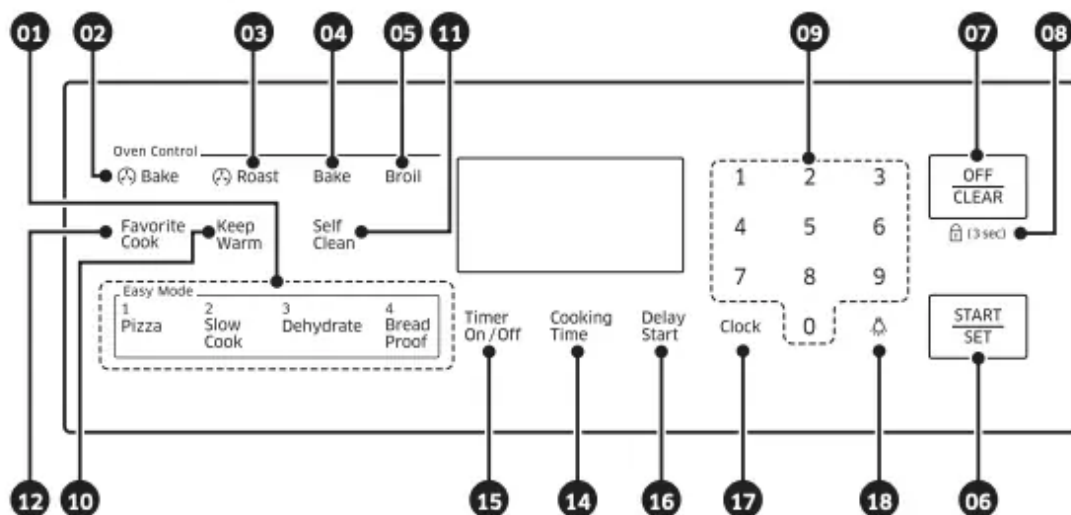 01 02 03 04 05 11 09 07 08
Oven Control
Bake Roast Bake Broil
1 2 3
OFF
CLEAR
Favorite
Cook
Keep
Warm
Self
Clean
4 5 6
(3 sec)
7 8 9
Easy Mode
1
Pizza
2
Slow
Cook
3
Dehydrate
4
Bread
Proof
Timer
On/Off
Cooking
Time
Delay
Start
Clock
0
START
SET
12 10 15 14 16 17 18 06